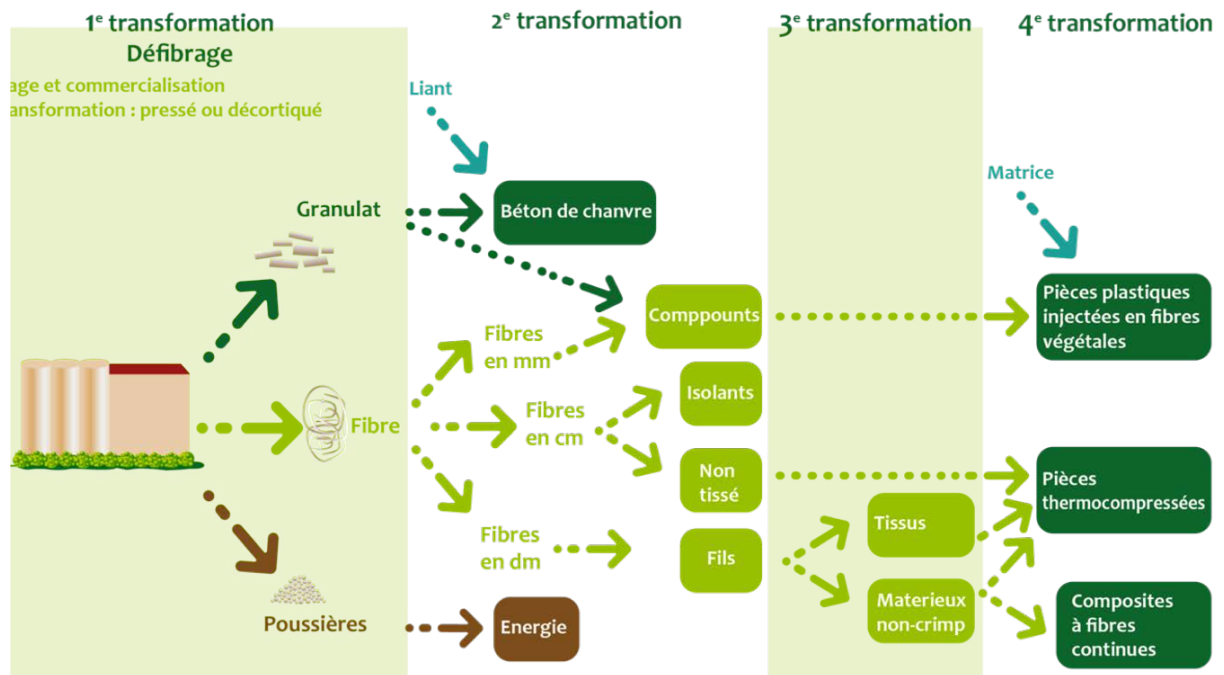 1e transformation
Défibrage
2e transformation
3e transformation
4e transformation
age et commercialisation
ansformation : pressé ou décortiqué
Liant
Matrice
Granulat
Béton de chanvre
Comppounts
Pièces plastiques
injectées en fibres
végétales
Fibres
en mm
Isolants
Fibre
Fibres
en cm
Non
tissé
Pièces
thermocompressées
Tissus
Fibres
en dm
Fils
Materieux
non-crimp
Composites
à fibres
continues
Poussières
Energie